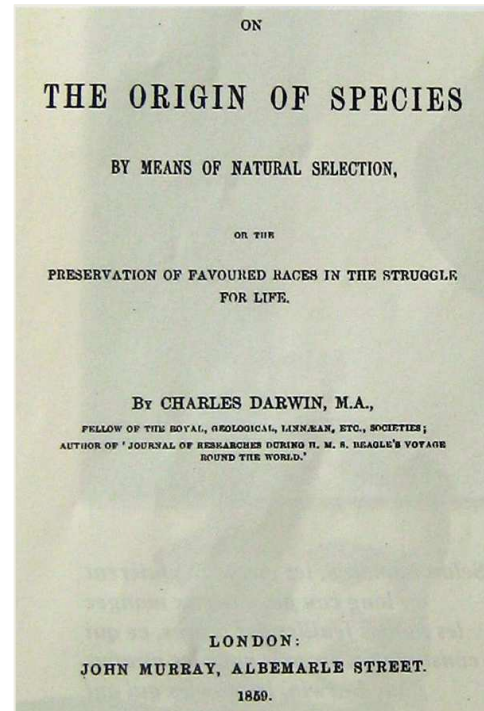 ON
THE ORIGIN OF SPECIES
BY MEANS OF NATURAL SELECTION,
OR THE
PRESERVATION OF FAVOURED RACES IN THE STRUGGLE
FOR LIFE.
BY CHARLES DARWIN, M.A.,
FELLOW OF THE ROYAL, GEOLOGICAL, LINNÆAN, ETC., SOCIETIES;
AUTHOR OF 'JOURNAL OF RESEARCHES DURING H. M. S. BEAGLE'S VOYAGE
ROUND THE WORLD.'
LONDON:
JOHN MURRAY, ALBEMARLE STREET.
1859.